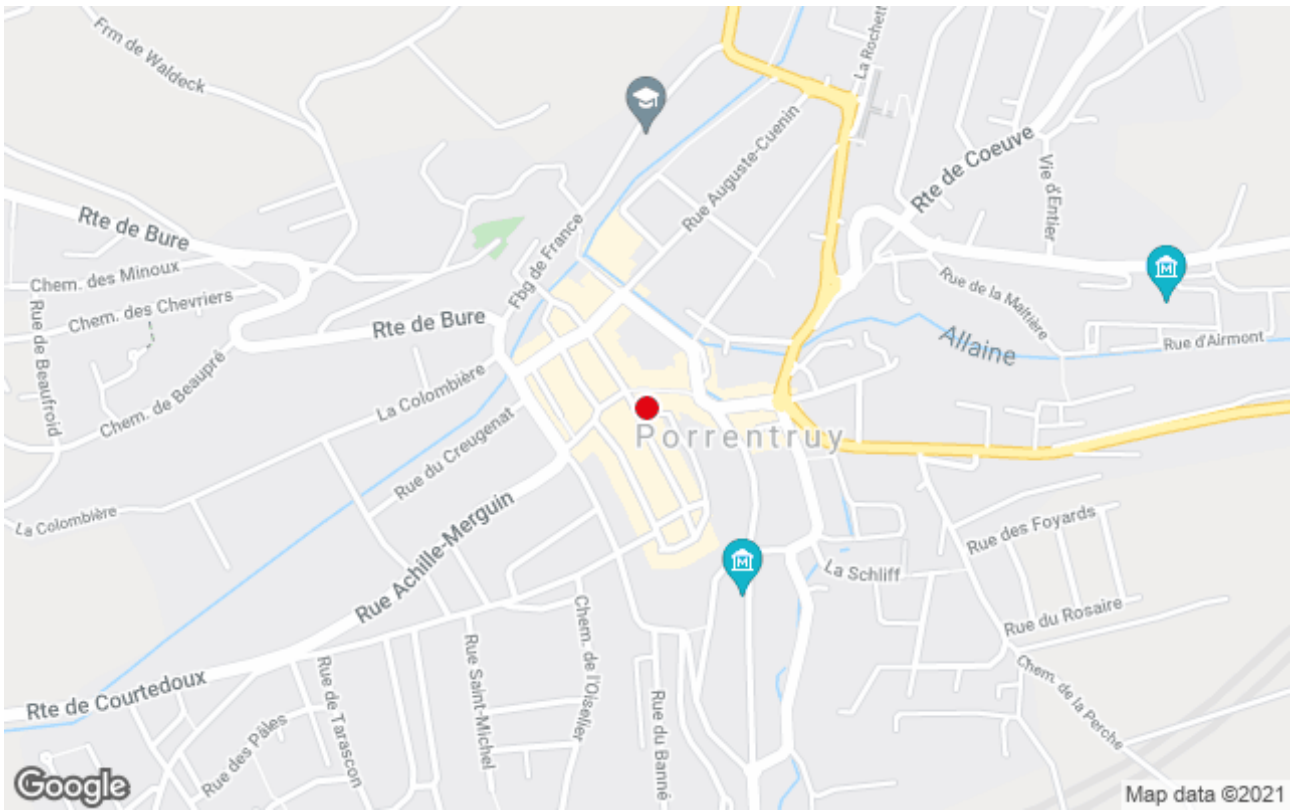 Frm de Waldeck
La Rochett
Rue Auguste-Cuenin
Rte de Coeuve
Vie d'Entier
Rte de Bure
Chem. des Minoux
Fbg de France
Chem. des Chevriers
Rue de Beaufroid
Rte de Bure
Rue de la Maltière
Allaine
Rue d'Airmont
Chem. de Beaupré
La Colombière
Rue du Creugenat
Porrentruy
La Colombière
Rue Achille-Merguin
Rue des Foyards
La Schliff
Rue du Rosaire
Chem. de l'Oiselier
Rue Saint-Michel
Rue de Tarascon
Rue du Banné
Chem. de la Perche
Rte de Courtedoux
Rue des Pâles
M
M
Google
Map data ©2021